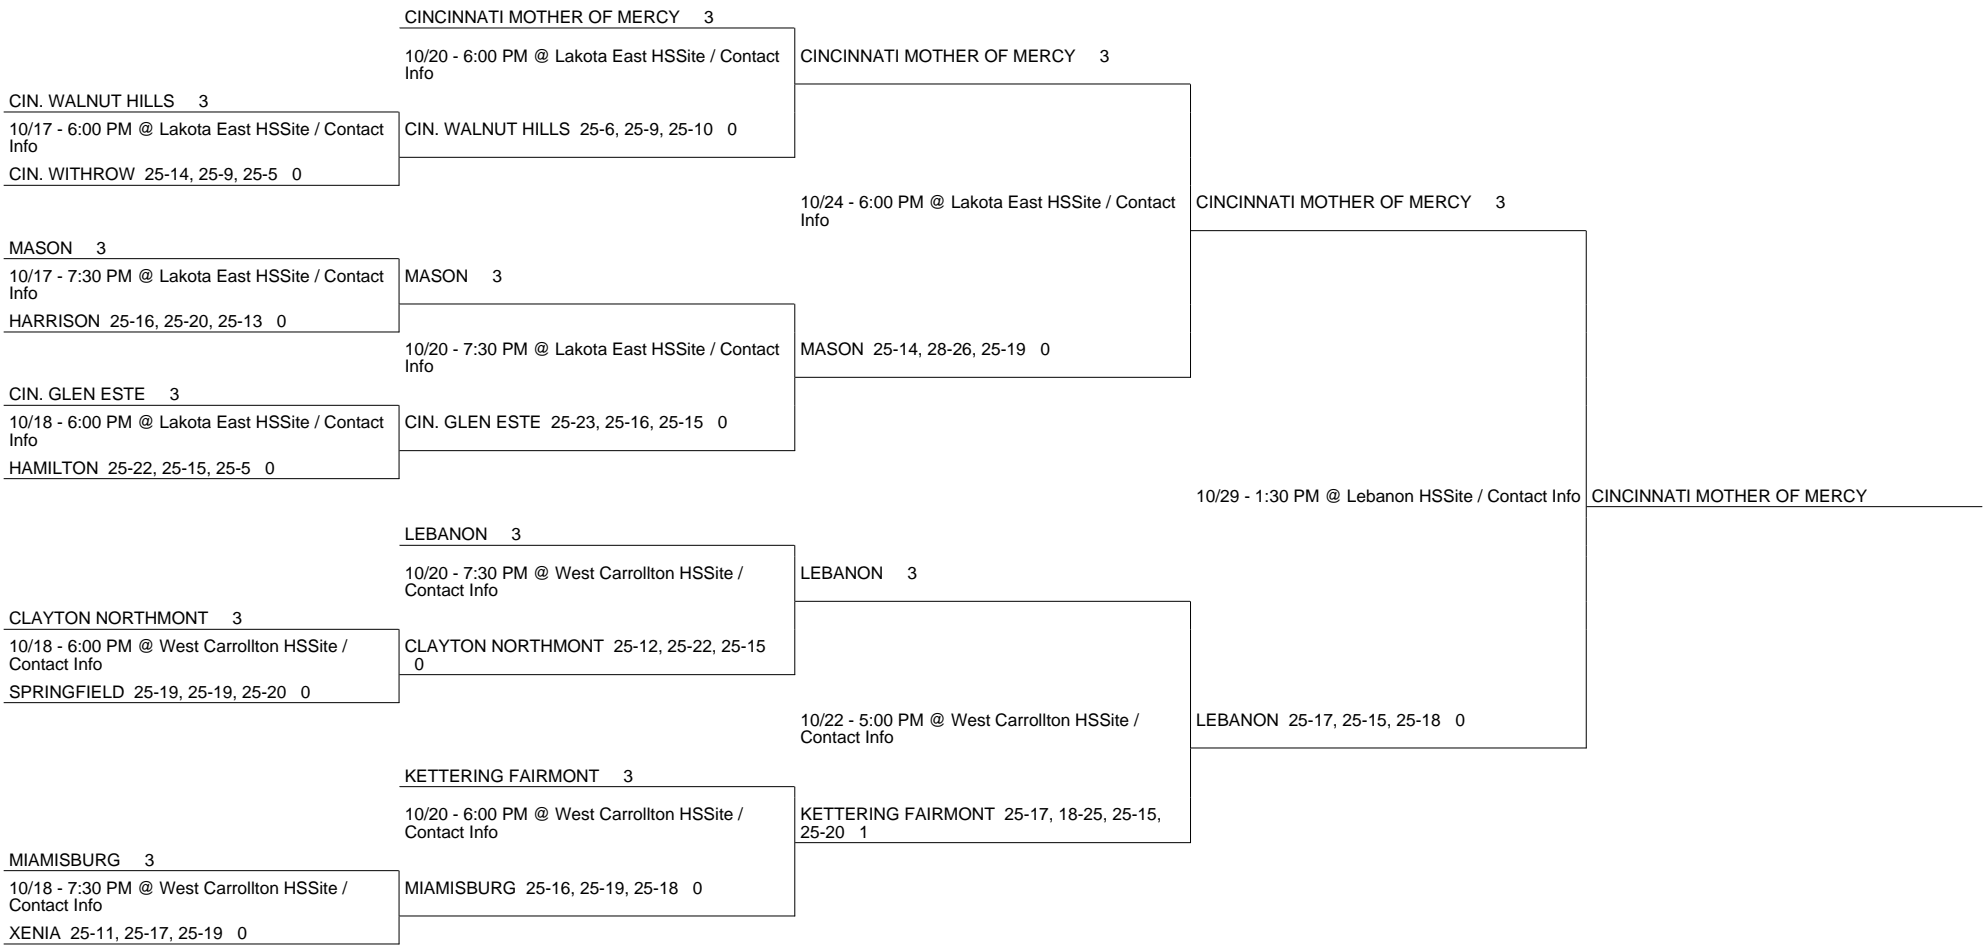 CINCINNATI MOTHER OF MERCY 3
10/20 - 6:00 PM @ Lakota East HSSite / Contact
Info
CINCINNATI MOTHER OF MERCY 3
CIN. WALNUT HILLS 3
10/17 - 6:00 PM @ Lakota East HSSite / Contact
Info
CIN. WALNUT HILLS 25-6, 25-9, 25-10 0
CIN. WITHROW 25-14, 25-9, 25-5 0
10/24 - 6:00 PM @ Lakota East HSSite / Contact
Info
CINCINNATI MOTHER OF MERCY 3
MASON 3
10/17 - 7:30 PM @ Lakota East HSSite / Contact
Info
MASON 3
HARRISON 25-16, 25-20, 25-13 0
10/20 - 7:30 PM @ Lakota East HSSite / Contact
Info
MASON 25-14, 28-26, 25-19 0
CIN. GLEN ESTE 3
10/18 - 6:00 PM @ Lakota East HSSite / Contact
Info
CIN. GLEN ESTE 25-23, 25-16, 25-15 0
HAMILTON 25-22, 25-15, 25-5 0
10/29 - 1:30 PM @ Lebanon HSSite / Contact Info
CINCINNATI MOTHER OF MERCY
LEBANON 3
10/20 - 7:30 PM @ West Carrollton HSSite /
Contact Info
LEBANON 3
CLAYTON NORTHMONT 3
10/18 - 6:00 PM @ West Carrollton HSSite /
Contact Info
CLAYTON NORTHMONT 25-12, 25-22, 25-15
0
SPRINGFIELD 25-19, 25-19, 25-20 0
10/22 - 5:00 PM @ West Carrollton HSSite /
Contact Info
LEBANON 25-17, 25-15, 25-18 0
KETTERING FAIRMONT 3
10/20 - 6:00 PM @ West Carrollton HSSite /
Contact Info
KETTERING FAIRMONT 25-17, 18-25, 25-15,
25-20 1
MIAMISBURG 3
10/18 - 7:30 PM @ West Carrollton HSSite /
Contact Info
MIAMISBURG 25-16, 25-19, 25-18 0
XENIA 25-11, 25-17, 25-19 0